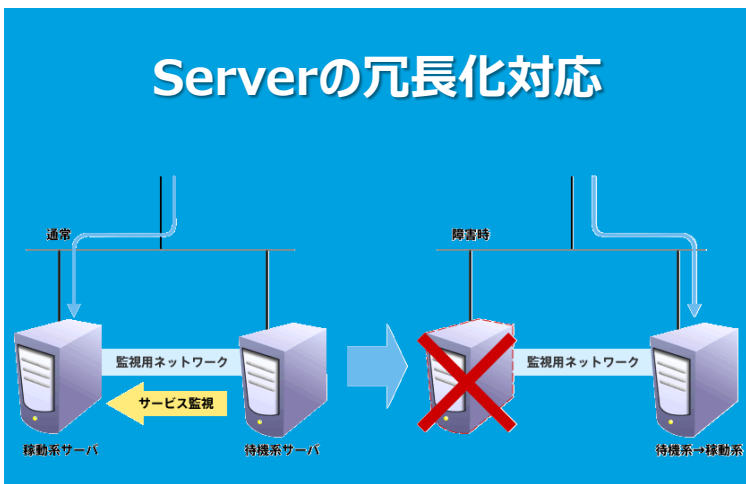 Serverの冗長化対応
通常
監視用ネットワーク
サービス監視
稼動系サーバ
待機系サーバ
障害時
監視用ネットワーク
待機系→稼動系